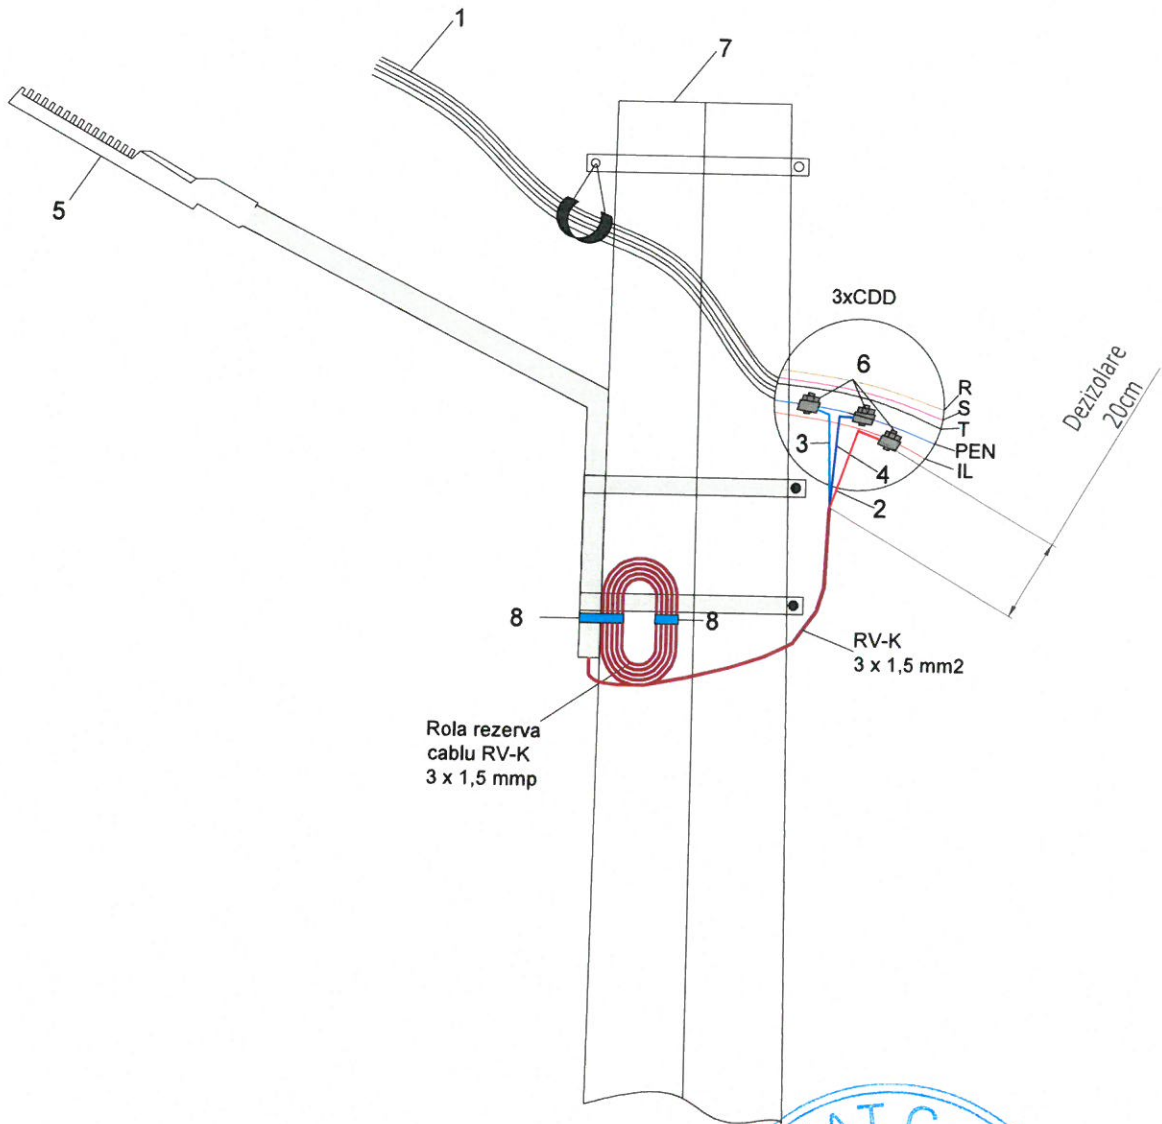 1
7
5
3xCDD
6
R
S
T
PEN
IL
3
4
2
Dezizolare
20cm
8
8
RV-K
3 x 1,5 mm2
Rola rezerva
cablu RV-K
3 x 1,5 mmp